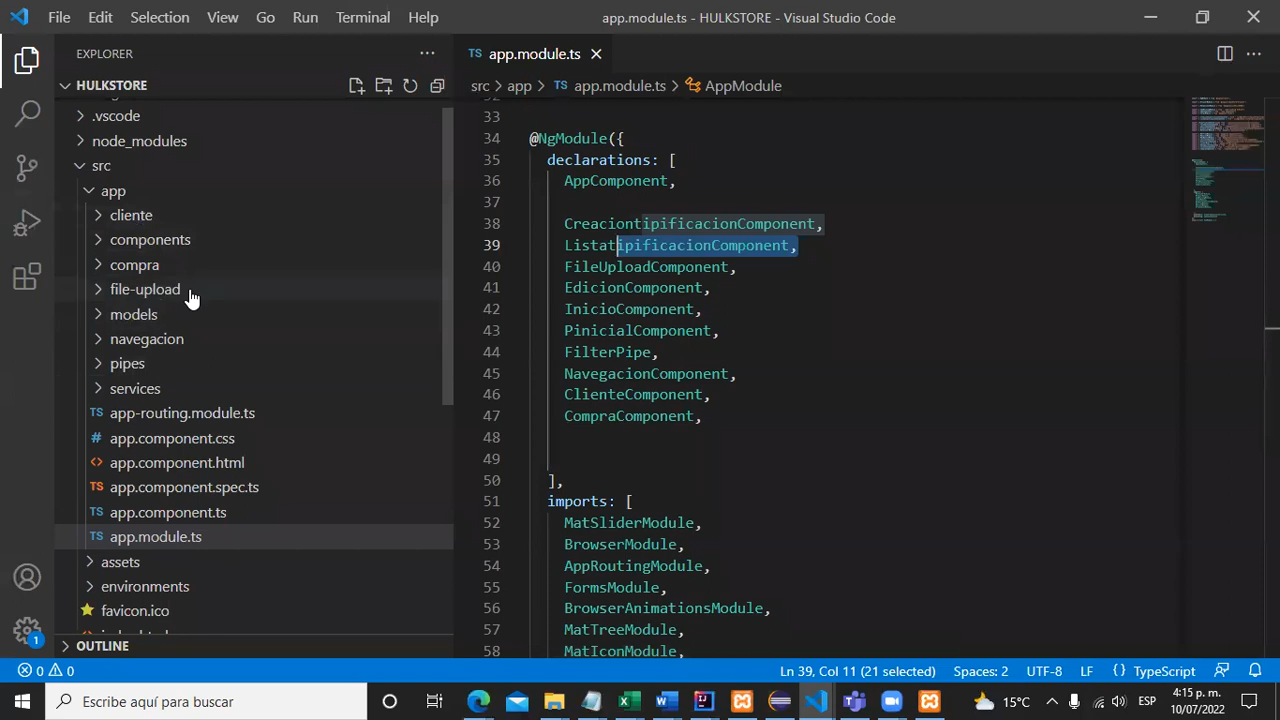 File Edit Selection View Go Run Terminal Help app.module.ts - HULKSTORE - Visual Studio Code
EXPLORER
HULKSTORE
.vscode
node_modules
src
app
cliente
components
compra
file-upload
models
navegacion
pipes
services
TS app-routing.module.ts
# app.component.css
<> app.component.html
TS app.component.spec.ts
TS app.component.ts
TS app.module.ts
assets
environments
favicon.ico
OUTLINE
TS app.module.ts
src > app > TS app.module.ts > AppModule
33
34 @NgModule({
35 declarations: [
36 AppComponent,
37
38 CreaciontipificacionComponent,
39 ListatipificacionComponent,
40 FileUploadComponent,
41 EdicionComponent,
42 InicioComponent,
43 PinicialComponent,
44 FilterPipe,
45 NavegacionComponent,
46 ClienteComponent,
47 CompraComponent,
48
49
50 ],
51 imports: [
52 MatSliderModule,
53 BrowserModule,
54 AppRoutingModule,
55 FormsModule,
56 BrowserAnimationsModule,
57 MatTreeModule,
58 MatIconModule,
1
0 0 Ln 39, Col 11 (21 selected) Spaces: 2 UTF-8 LF {} TypeScript
Escribe aquí para buscar
15°C
ESP
4:15 p. m.
10/07/2022